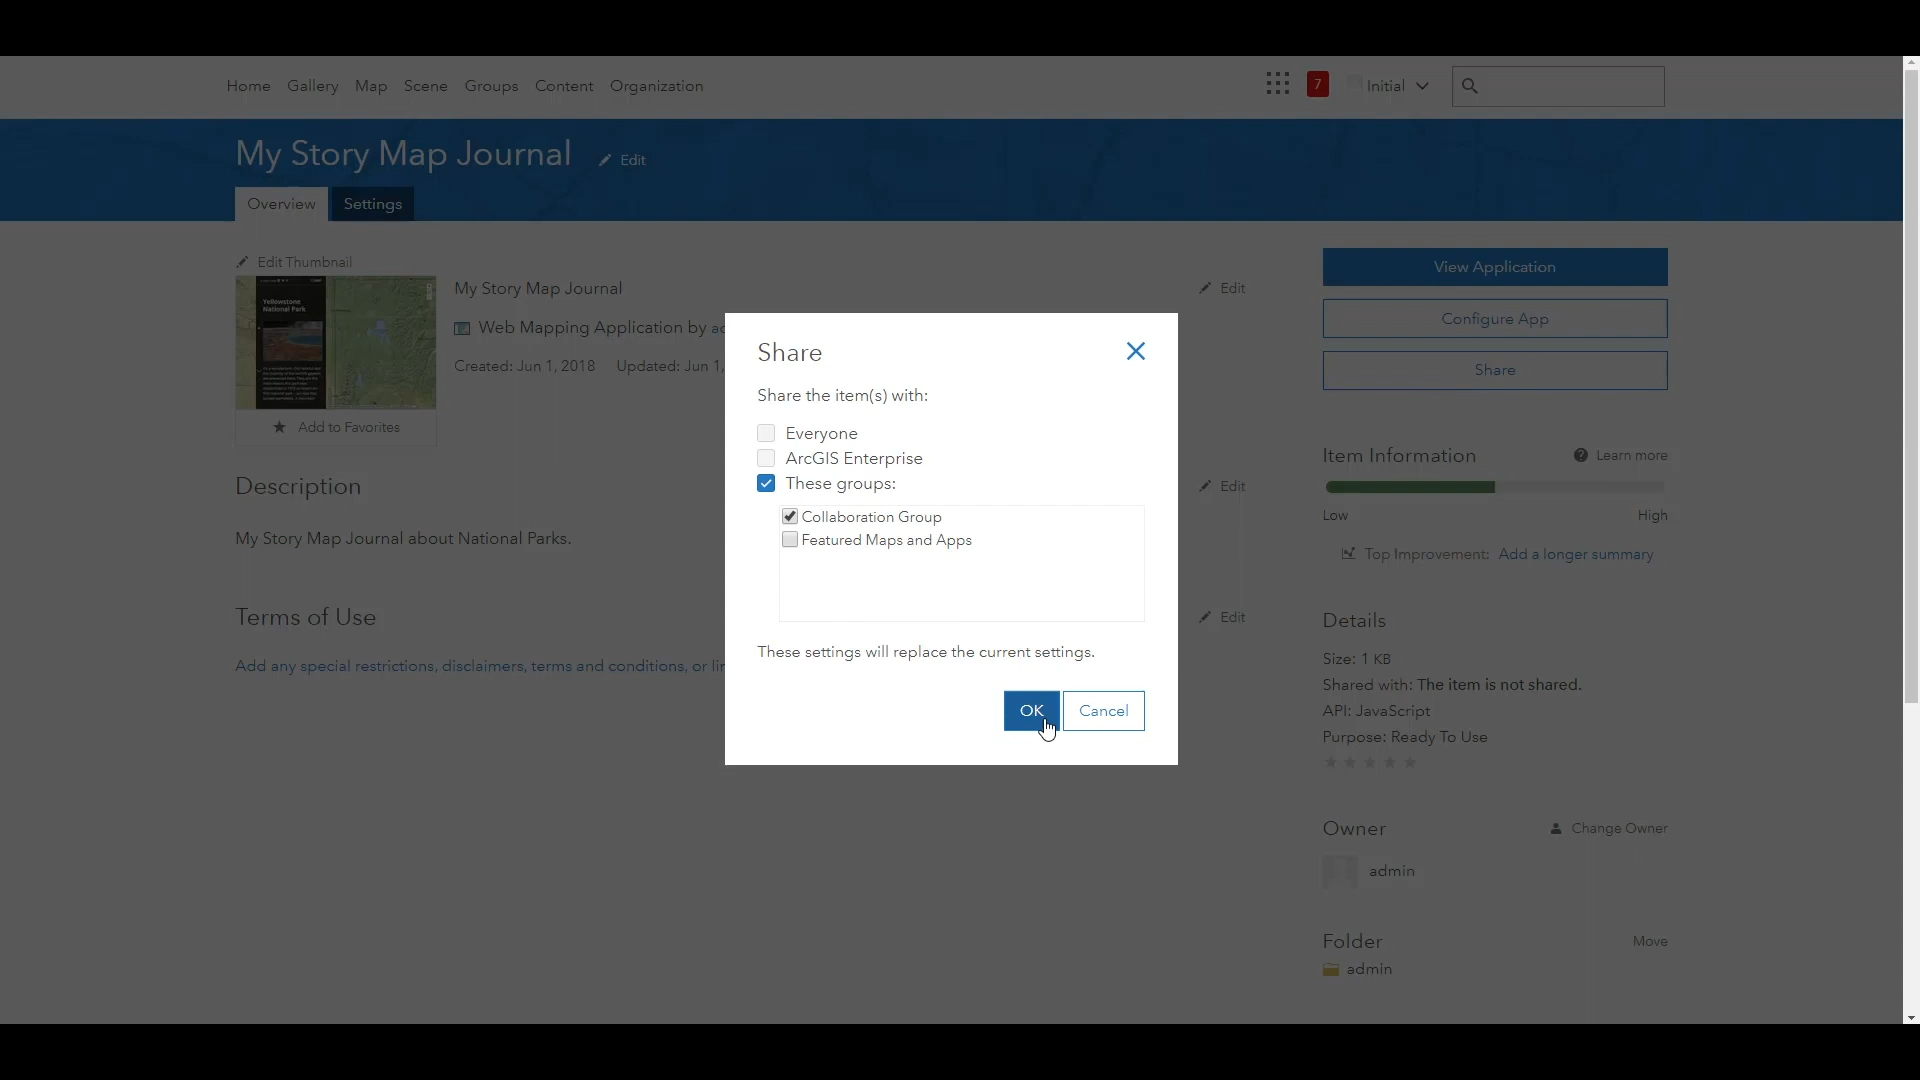 Home Gallery Map Scene Groups Content Organization
7
Initial
My Story Map Journal
Edit
Overview Settings
Edit Thumbnail
Yellowstone
National Park
Add to Favorites
My Story Map Journal
Edit
Web Mapping Application by
Created: Jun 1, 2018 Updated: Jun 1,
Description
Edit
My Story Map Journal about National Parks.
Terms of Use
Edit
Add any special restrictions, disclaimers, terms and conditions, or
Share
Share the item(s) with:
Everyone
ArcGIS Enterprise
These groups:
Collaboration Group
Featured Maps and Apps
These settings will replace the current settings.
OK Cancel
View Application
Configure App
Share
Item Information
Learn more
Low High
Top Improvement: Add a longer summary
Details
Size: 1 KB
Shared with: The item is not shared.
API: JavaScript
Purpose: Ready To Use
Owner
Change Owner
admin
Folder
Move
admin